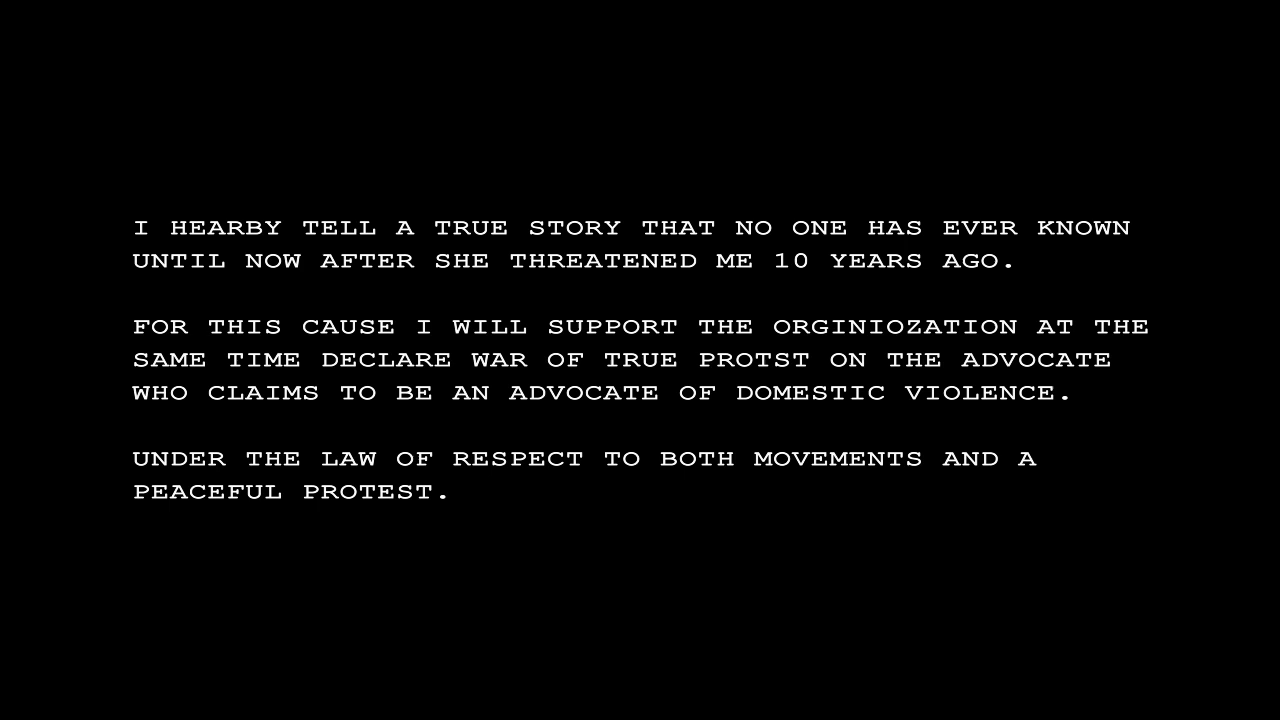 I HEARBY TELL A TRUE STORY THAT NO ONE HAS EVER KNOWN
UNTIL NOW AFTER SHE THREATENED ME 10 YEARS AGO.
FOR THIS CAUSE I WILL SUPPORT THE ORGINIOZATION AT THE
SAME TIME DECLARE WAR OF TRUE PROTST ON THE ADVOCATE
WHO CLAIMS TO BE AN ADVOCATE OF DOMESTIC VIOLENCE.
UNDER THE LAW OF RESPECT TO BOTH MOVEMENTS AND A
PEACEFUL PROTEST.